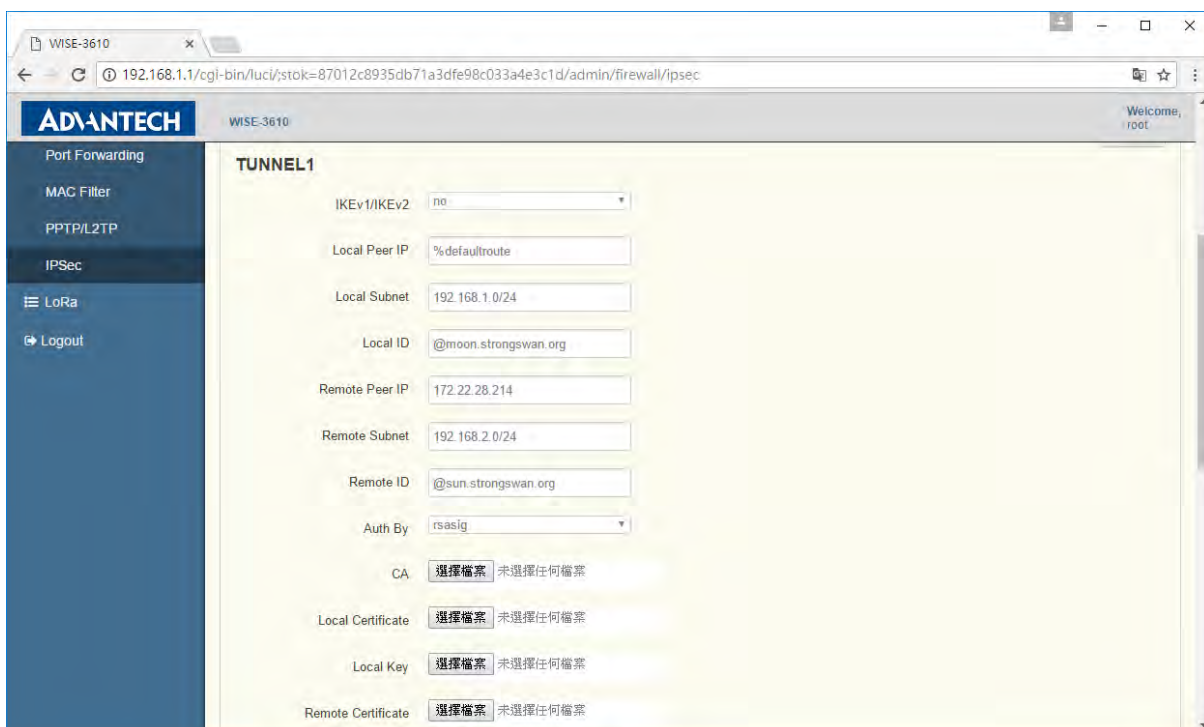 WISE-3610
192.168.1.1/cgi-bin/luci/;stok=87012c8935db71a3dfe98c033a4e3c1d/admin/firewall/ipsec
ADVANTECH
WISE-3610
Welcome,
root
Port Forwarding
MAC Filter
PPTP/L2TP
IPSec
LoRa
Logout
TUNNEL1
IKEv1/IKEv2 no
Local Peer IP %defaultroute
Local Subnet 192.168.1.0/24
Local ID @moon.strongswan.org
Remote Peer IP 172.22.28.214
Remote Subnet 192.168.2.0/24
Remote ID @sun.strongswan.org
Auth By rsasig
CA 選擇檔案 未選擇任何檔案
Local Certificate 選擇檔案 未選擇任何檔案
Local Key 選擇檔案 未選擇任何檔案
Remote Certificate 選擇檔案 未選擇任何檔案